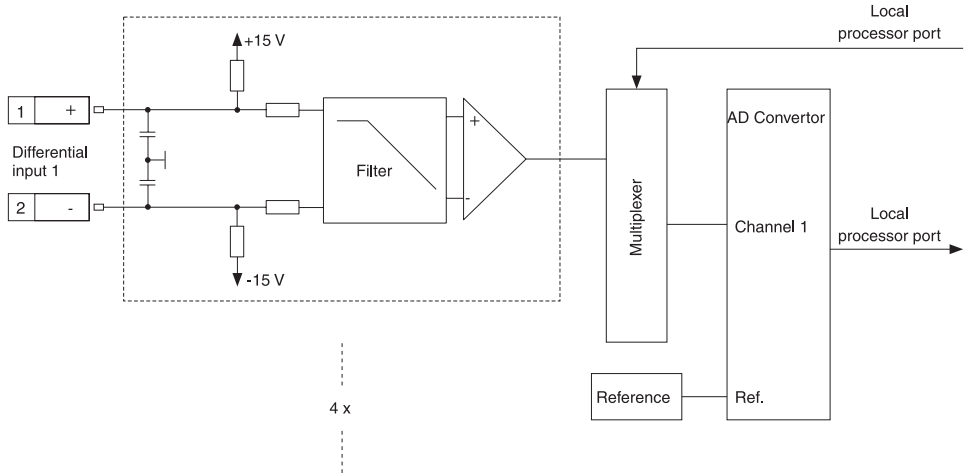 Local
processor port
+15 V
1 +
AD Convertor
+
Differential
input 1
Filter
Multiplexer
-
2 -
Channel 1
Local
processor port
-15 V
Reference
Ref.
4 x